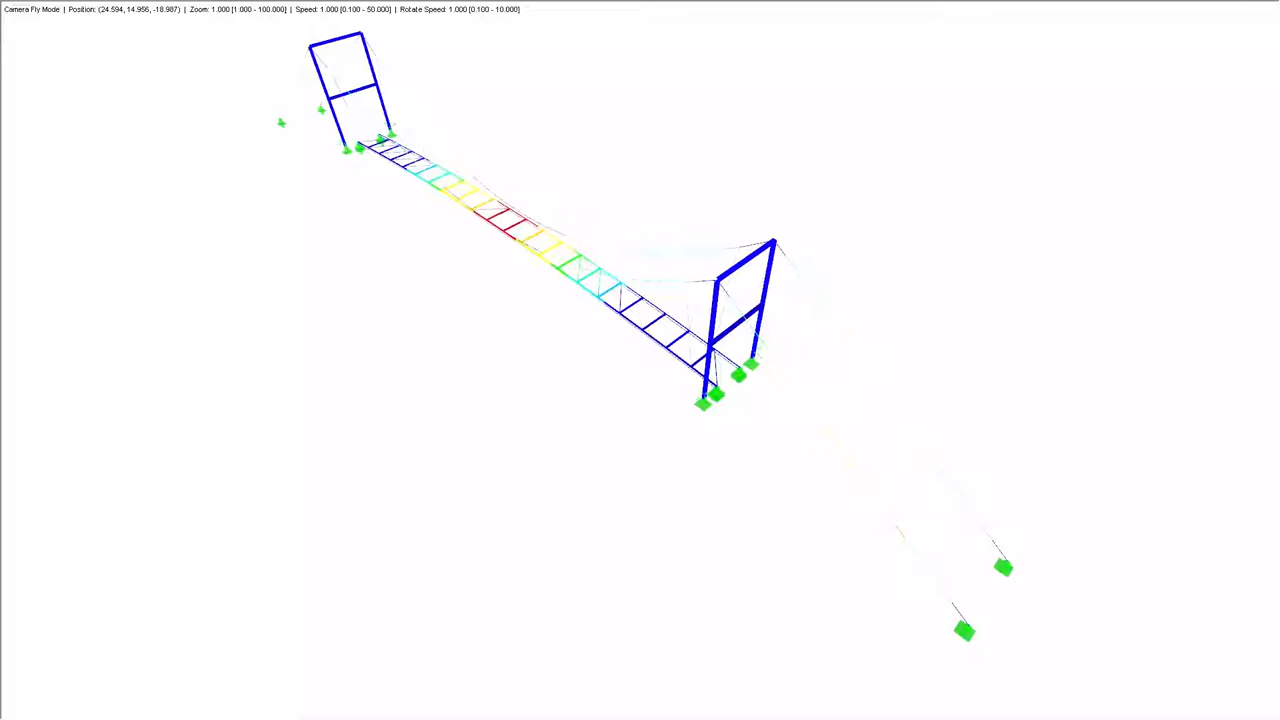 Camera Fly Mode | Position: (24.594, 14.956, -18.987) | Zoom: 1.000 [1.000 - 100.000] | Speed: 1.000 [0.100 - 50.000] | Rotate Speed: 1.000 [0.100 - 10.000]